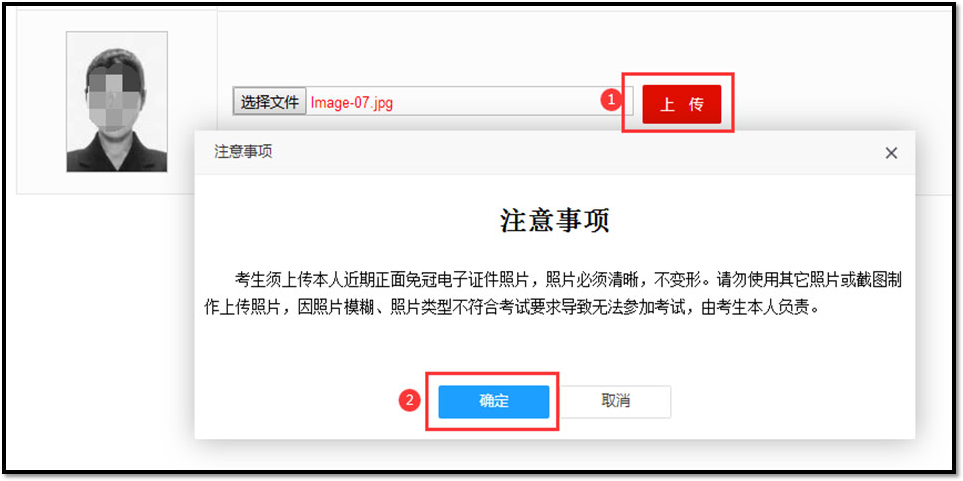 选择文件 Image-07.jpg 1 上 传
注意事项 ×
注意事项
考生须上传本人近期正面免冠电子证件照片，照片必须清晰，不变形。请勿使用其它照片或截图制
作上传照片，因照片模糊、照片类型不符合考试要求导致无法参加考试，由考生本人负责。
2 确定 取消